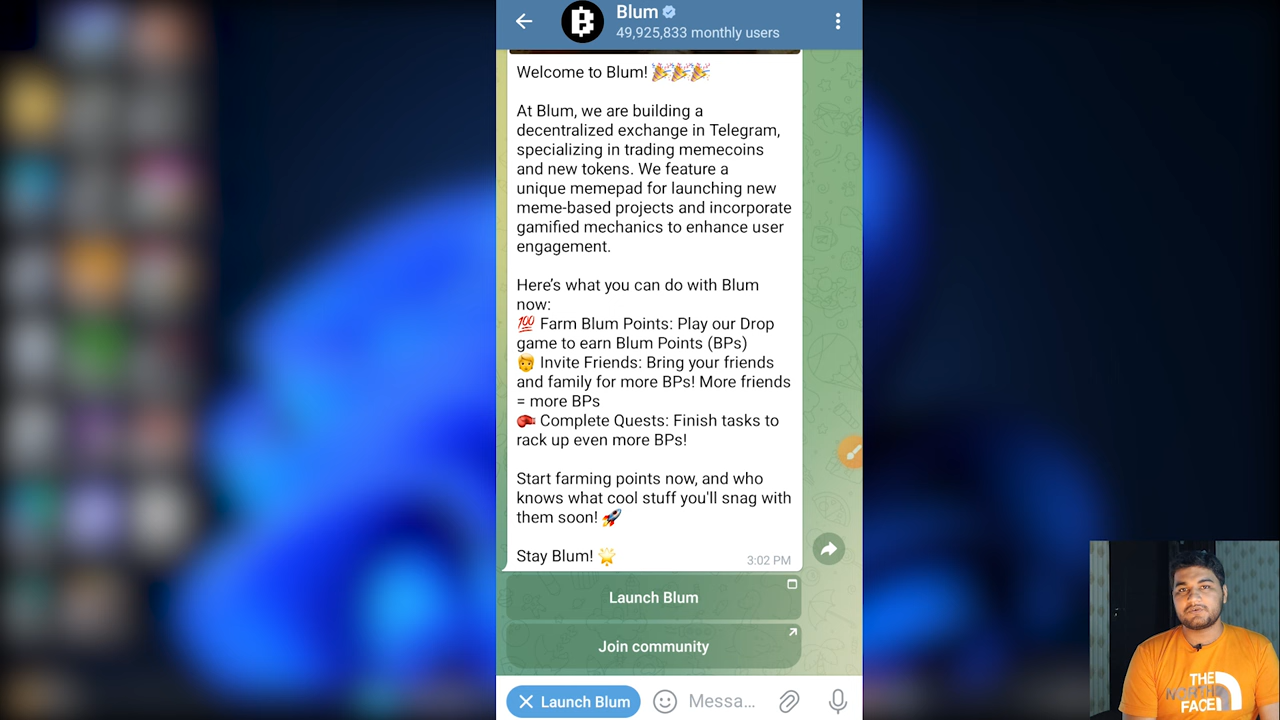 Blum
49,925,833 monthly users
Welcome to Blum! 🎉🎉🎉
At Blum, we are building a
decentralized exchange in Telegram,
specializing in trading memecoins
and new tokens. We feature a
unique memepad for launching new
meme-based projects and incorporate
gamified mechanics to enhance user
engagement.
Here’s what you can do with Blum
now:
💯 Farm Blum Points: Play our Drop
game to earn Blum Points (BPs)
🤴 Invite Friends: Bring your friends
and family for more BPs! More friends
= more BPs
🥊 Complete Quests: Finish tasks to
rack up even more BPs!
Start farming points now, and who
knows what cool stuff you'll snag with
them soon! 🚀
Stay Blum! 🌟
3:02 PM
Launch Blum
Join community
Launch Blum
Messa...
THE
NORTH
FACE